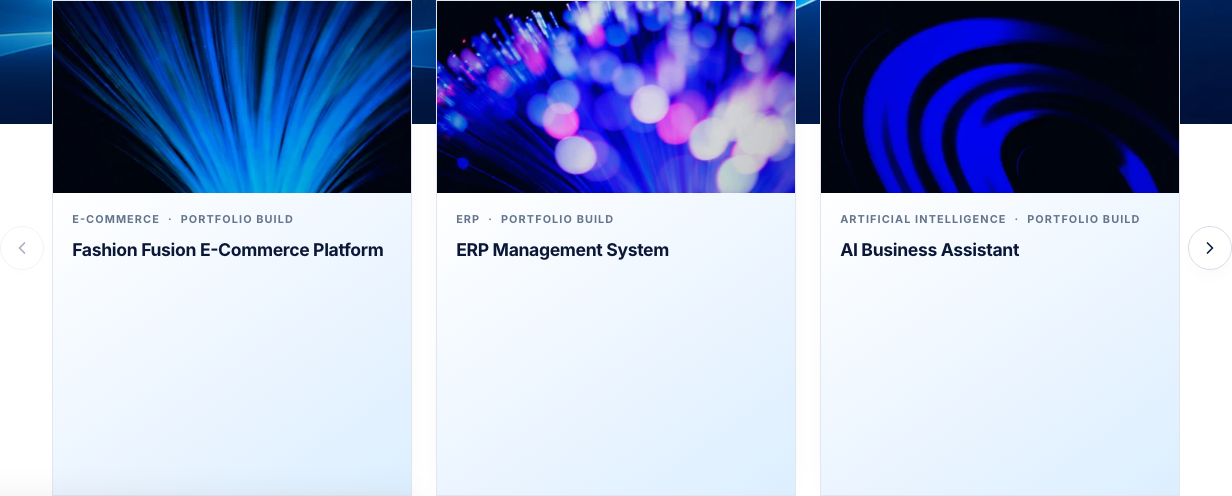 E-COMMERCE · PORTFOLIO BUILD
Fashion Fusion E-Commerce Platform
ERP · PORTFOLIO BUILD
ERP Management System
ARTIFICIAL INTELLIGENCE · PORTFOLIO BUILD
AI Business Assistant